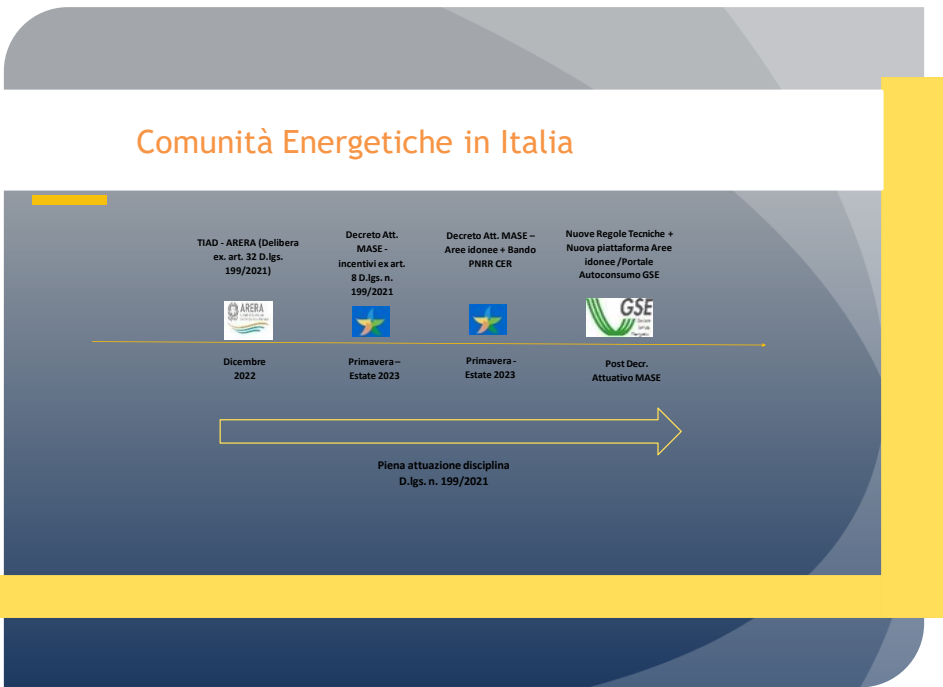 Comunità Energetiche in Italia
TIAD - ARERA (Delibera
ex. art. 32 D.lgs.
199/2021)
Decreto Att.
MASE -
incentivi ex art.
8 D.lgs. n.
199/2021
Decreto Att. MASE –
Aree idonee + Bando
PNRR CER
Nuove Regole Tecniche +
Nuova piattaforma Aree
idonee /Portale
Autoconsumo GSE
ARERA
GSE
Dicembre
2022
Primavera –
Estate 2023
Primavera -
Estate 2023
Post Decr.
Attuativo MASE
Piena attuazione disciplina
D.lgs. n. 199/2021